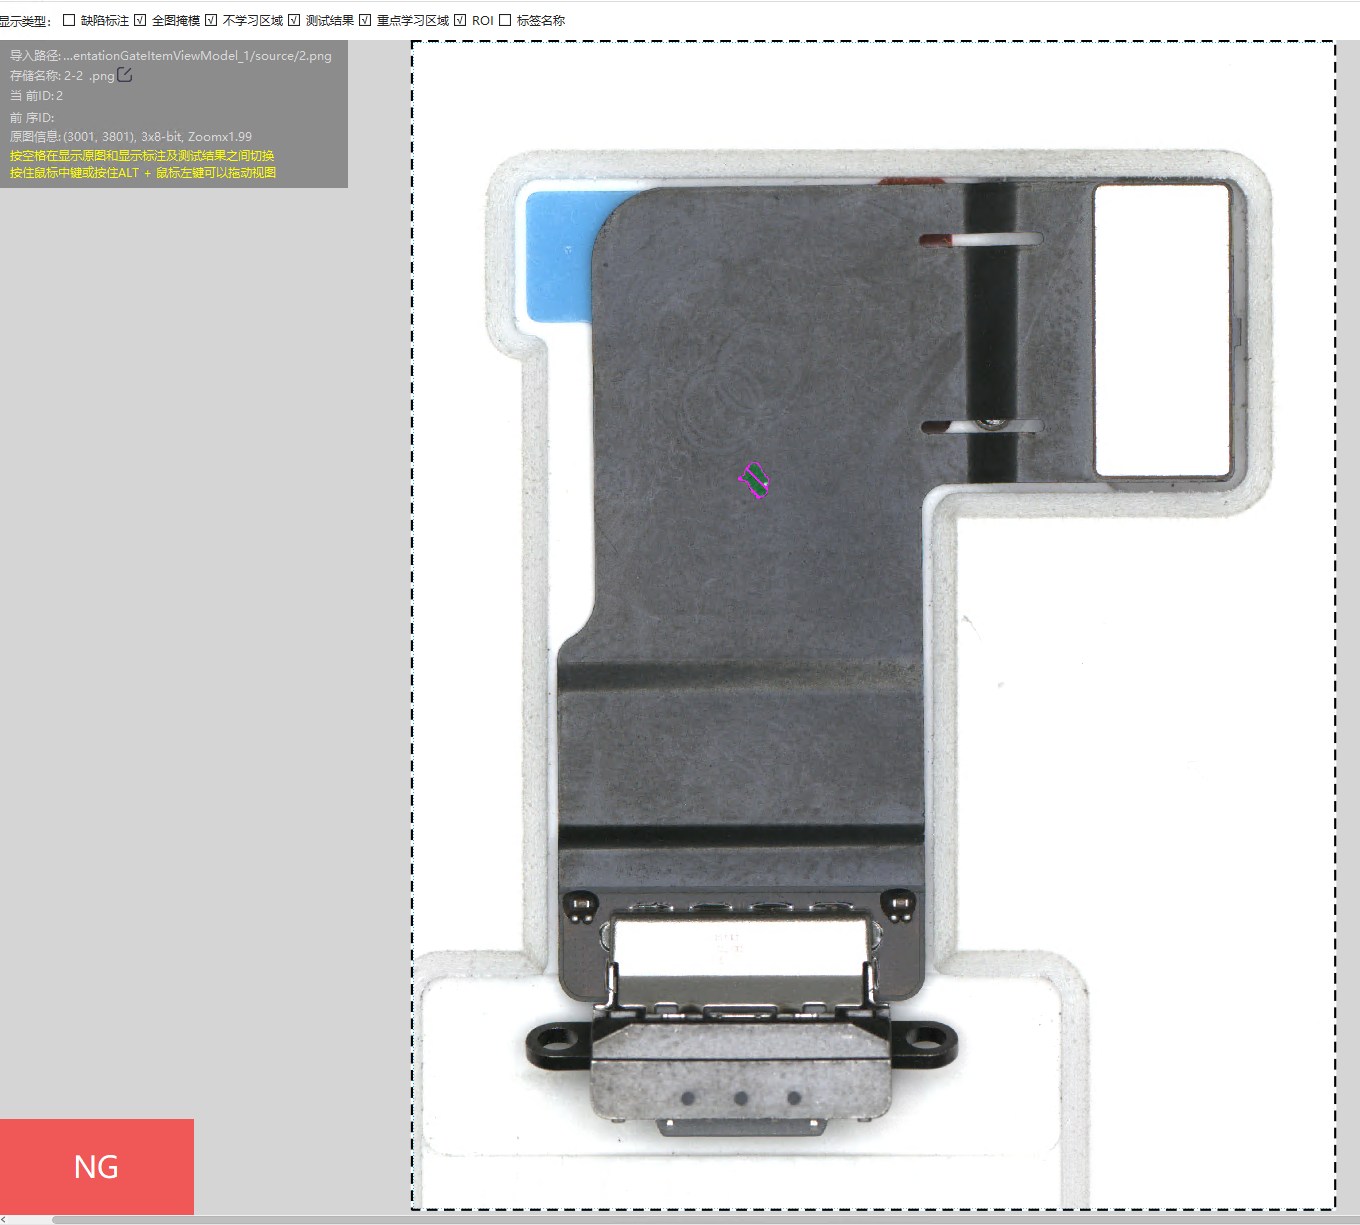 显示类型: 缺陷标注 √ 全图掩模 √ 不学习区域 √ 测试结果 √ 重点学习区域 √ ROI 标签名称
导入路径: ...entationGateItemViewModel_1/source/2.png
存储名称: 2-2 .png
当 前ID: 2
前 序ID:
原图信息: (3001, 3801), 3x8-bit, Zoomx1.99
按空格在显示原图和显示标注及测试结果之间切换
按住鼠标中键或按住ALT + 鼠标左键可以拖动视图
NG